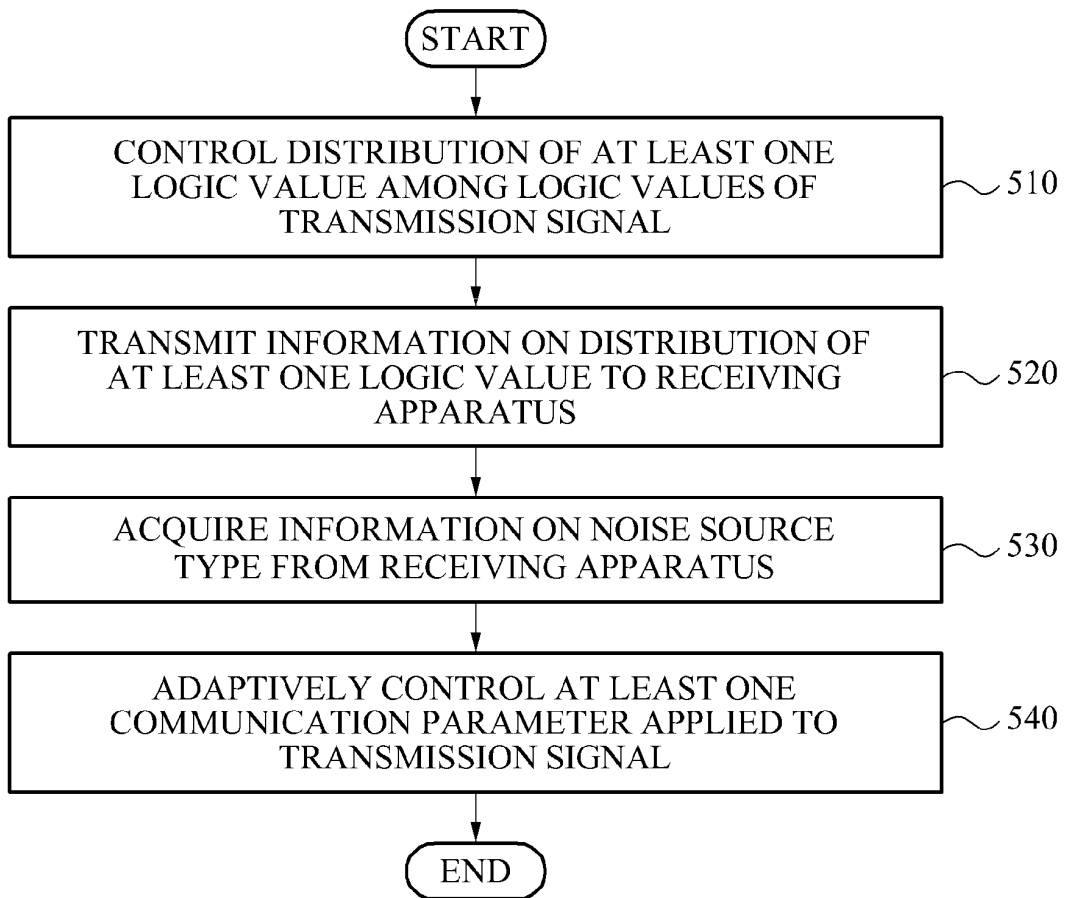 START
CONTROL DISTRIBUTION OF AT LEAST ONE
LOGIC VALUE AMONG LOGIC VALUES OF
TRANSMISSION SIGNAL
510
TRANSMIT INFORMATION ON DISTRIBUTION OF
AT LEAST ONE LOGIC VALUE TO RECEIVING
APPARATUS
520
ACQUIRE INFORMATION ON NOISE SOURCE
TYPE FROM RECEIVING APPARATUS
530
ADAPTIVELY CONTROL AT LEAST ONE
COMMUNICATION PARAMETER APPLIED TO
TRANSMISSION SIGNAL
540
END